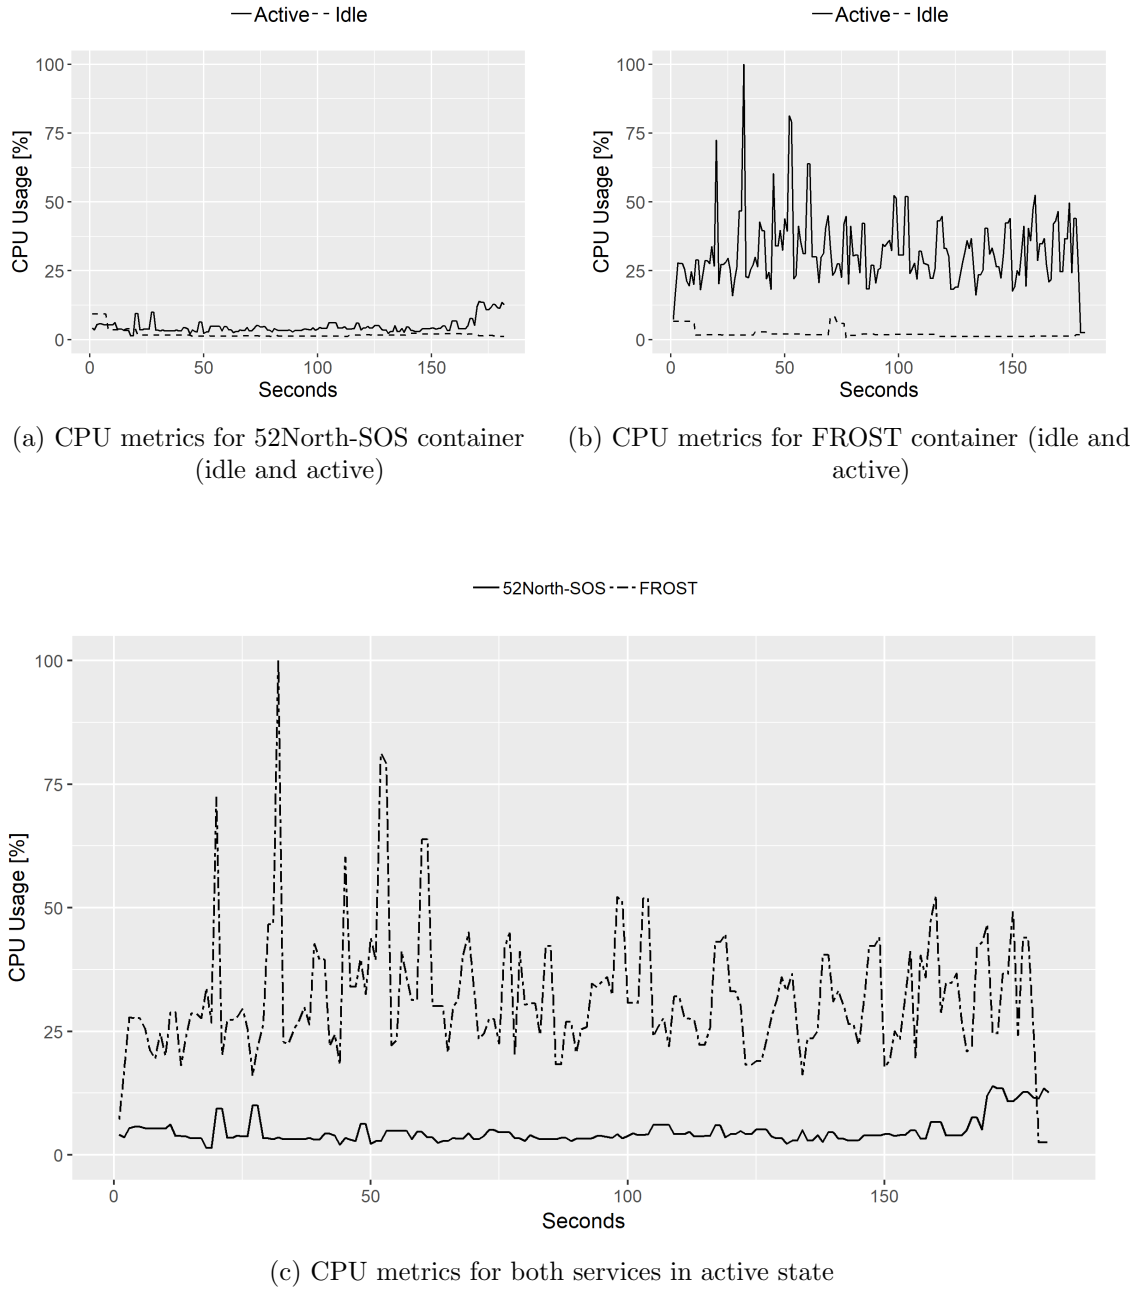 Active Idle
100
75
50
25
0
CPU Usage [%]
0 50 100 150
Seconds
(a) CPU metrics for 52North-SOS container
(idle and active)
Active Idle
100
75
50
25
0
CPU Usage [%]
0 50 100 150
Seconds
(b) CPU metrics for FROST container (idle and
active)
52North-SOS FROST
100
75
50
25
0
CPU Usage [%]
0 50 100 150
Seconds
(c) CPU metrics for both services in active state